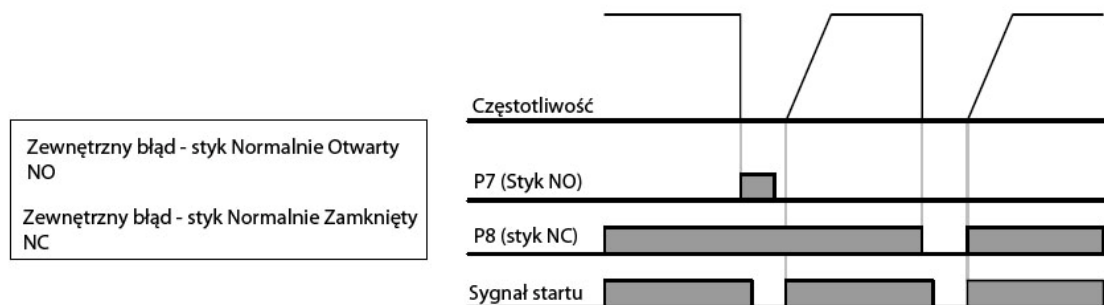 Zewnętrzny błąd - styk Normalnie Otwarty
NO
Zewnętrzny błąd - styk Normalnie Zamknięty
NC
Częstotliwość
P7 (Styk NO)
P8 (styk NC)
Sygnał startu